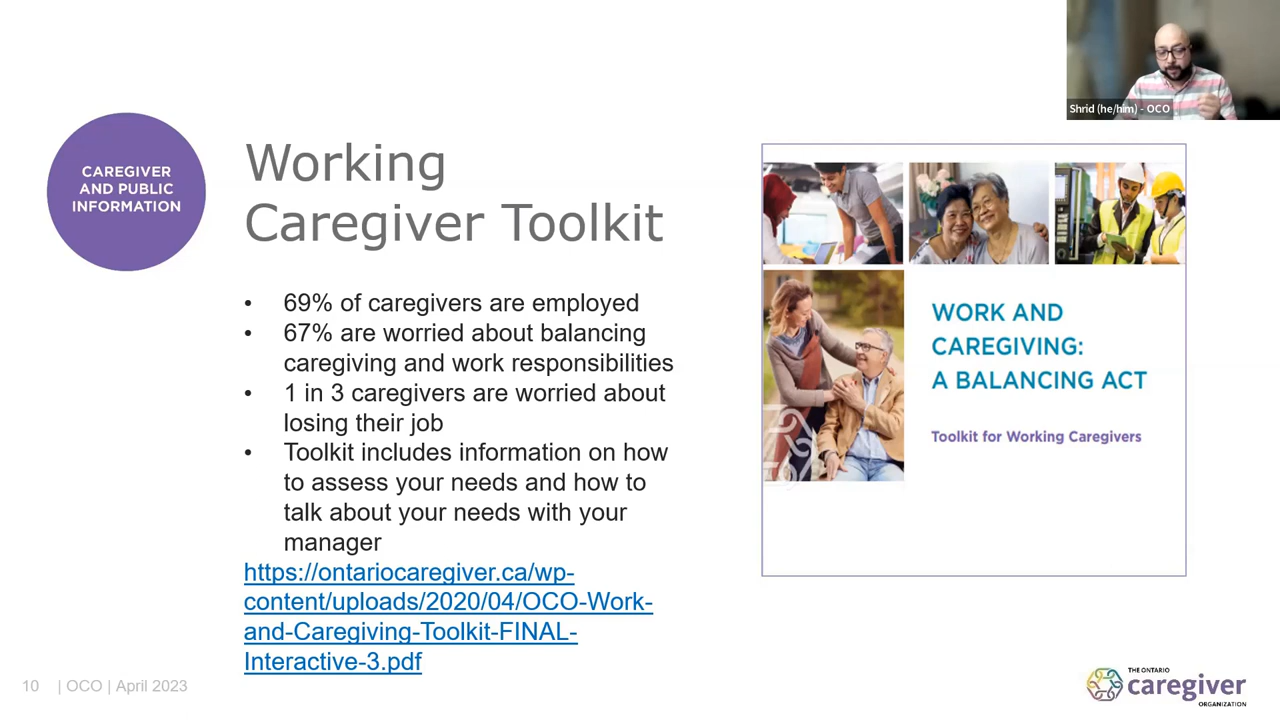 Shrid (he/him) - OCO
CAREGIVER
AND PUBLIC
INFORMATION
Working
Caregiver Toolkit
• 69% of caregivers are employed
• 67% are worried about balancing
caregiving and work responsibilities
• 1 in 3 caregivers are worried about
losing their job
• Toolkit includes information on how
to assess your needs and how to
talk about your needs with your
manager
https://ontariocaregiver.ca/wp-
content/uploads/2020/04/OCO-Work-
and-Caregiving-Toolkit-FINAL-
Interactive-3.pdf
WORK AND
CAREGIVING:
A BALANCING ACT
Toolkit for Working Caregivers
10 | OCO | April 2023
THE ONTARIO
caregiver
ORGANIZATION